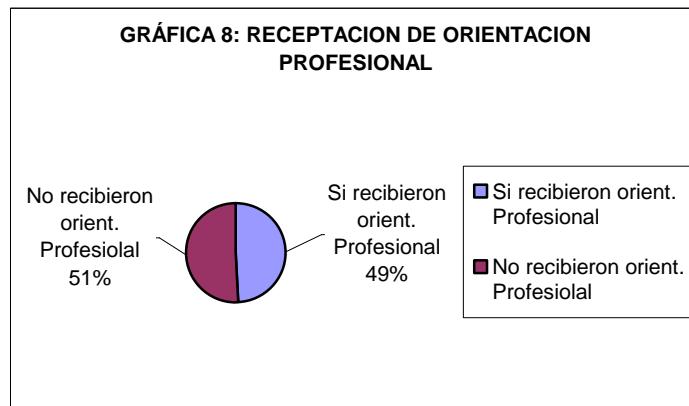 GRÁFICA 8: RECEPTACION DE ORIENTACION
PROFESIONAL
No recibieron
orient.
Profesiolal
51%
Si recibieron
orient.
Profesional
49%
Si recibieron orient.
Profesional
No recibieron orient.
Profesiolal